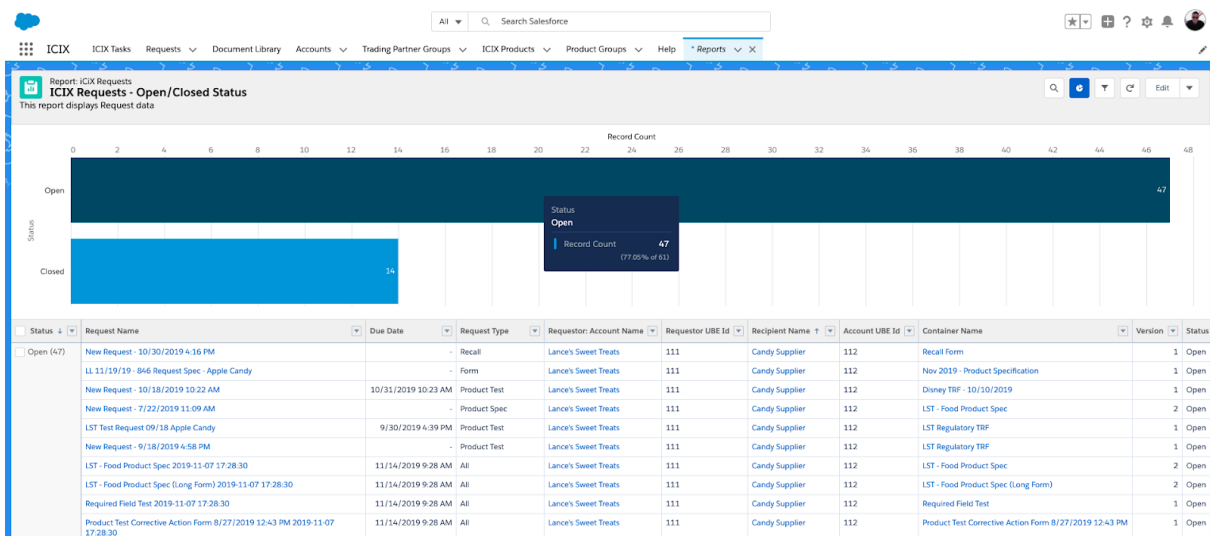 All Search Salesforce
ICIX ICIX Tasks Requests Document Library Accounts Trading Partner Groups ICIX Products Product Groups Help * Reports
Report: iCiX Requests
ICIX Requests - Open/Closed Status
This report displays Request data
Edit
Record Count
0 2 4 6 8 10 12 14 16 18 20 22 24 26 28 30 32 34 36 38 40 42 44 46 48
Open 47
Status
Open
Record Count 47
(77.05% of 61)
Status
Closed 14
Status Request Name Due Date Request Type Requestor: Account Name Requestor UBE Id Recipient Name Account UBE Id Container Name Version Status
Open (47) New Request - 10/30/2019 4:16 PM - Recall Lance's Sweet Treats 111 Candy Supplier 112 Recall Form 1 Open
LL 11/19/19 - 846 Request Spec - Apple Candy - Form Lance's Sweet Treats 111 Candy Supplier 112 Nov 2019 - Product Specification 1 Open
New Request - 10/18/2019 10:22 AM 10/31/2019 10:23 AM Product Test Lance's Sweet Treats 111 Candy Supplier 112 Disney TRF - 10/10/2019 1 Open
New Request - 7/22/2019 11:09 AM - Product Spec Lance's Sweet Treats 111 Candy Supplier 112 LST - Food Product Spec 2 Open
LST Test Request 09/18 Apple Candy 9/30/2019 4:39 PM Product Test Lance's Sweet Treats 111 Candy Supplier 112 LST Regulatory TRF 1 Open
New Request - 9/18/2019 4:58 PM - Product Test Lance's Sweet Treats 111 Candy Supplier 112 LST Regulatory TRF 1 Open
LST - Food Product Spec 2019-11-07 17:28:30 11/14/2019 9:28 AM All Lance's Sweet Treats 111 Candy Supplier 112 LST - Food Product Spec 2 Open
LST - Food Product Spec (Long Form) 2019-11-07 17:28:30 11/14/2019 9:28 AM All Lance's Sweet Treats 111 Candy Supplier 112 LST - Food Product Spec (Long Form) 2 Open
Required Field Test 2019-11-07 17:28:30 11/14/2019 9:28 AM All Lance's Sweet Treats 111 Candy Supplier 112 Required Field Test 1 Open
Product Test Corrective Action Form 8/27/2019 12:43 PM 2019-11-07 11/14/2019 9:28 AM All Lance's Sweet Treats 111 Candy Supplier 112 Product Test Corrective Action Form 8/27/2019 12:43 PM 1 Open
17:28:30